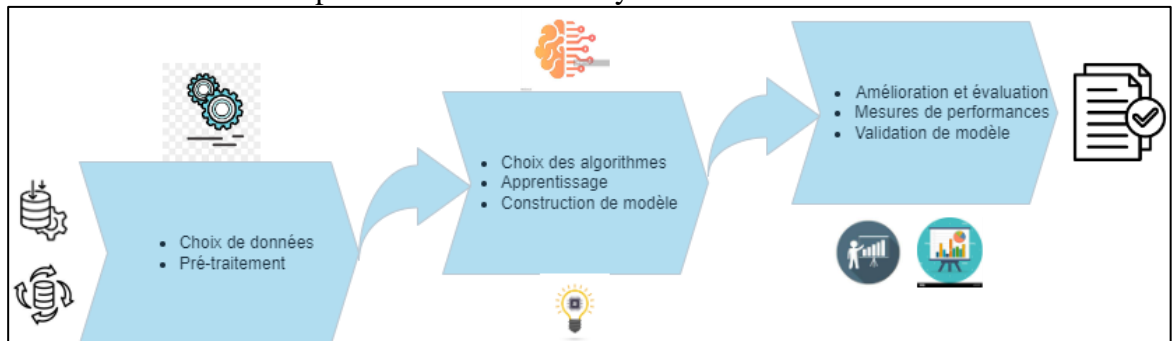 Choix de données
Pré-traitement
Choix des algorithmes
Apprentissage
Construction de modèle
Amélioration et évaluation
Mesures de performances
Validation de modèle